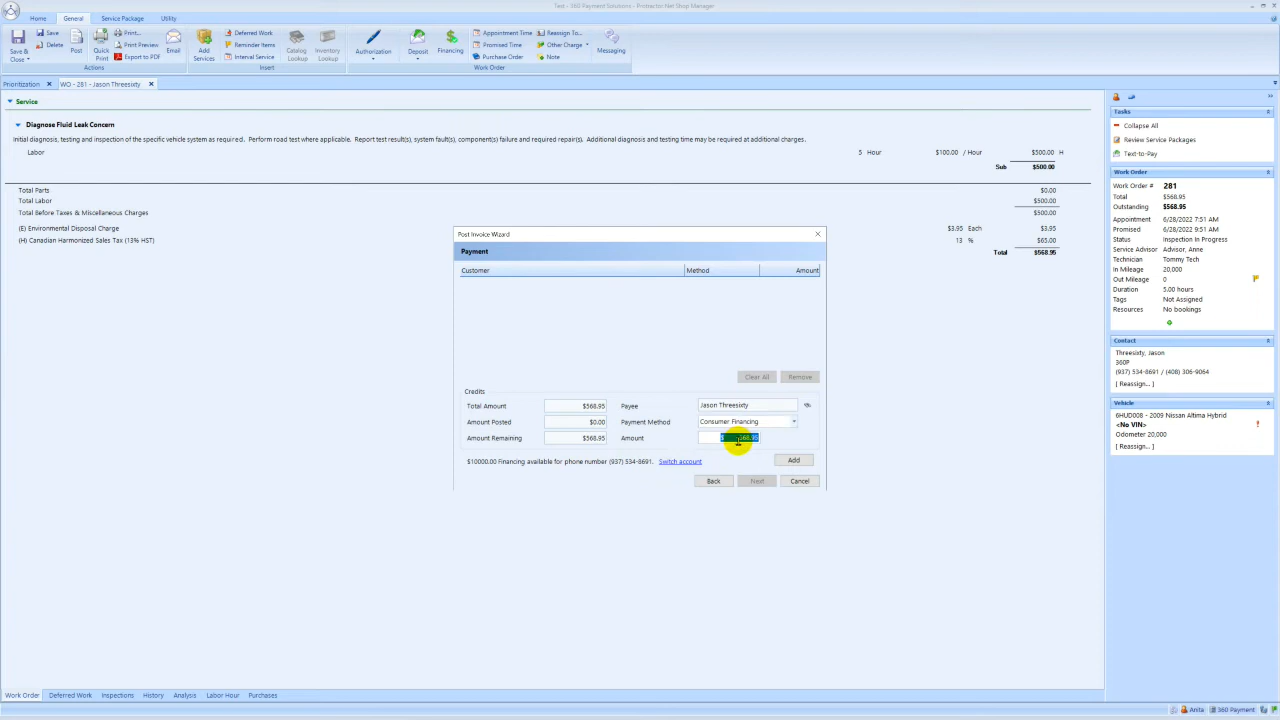 Test - 360 Payment Solutions - Protractor.Net Shop Manager
Home General Service Package Utility
Save & Close Save Delete Post Quick Print Print... Print Preview Export to PDF Email Add Services Deferred Work Reminder Items Internal Service Catalog Lookup Inventory Lookup Authorization Deposit Financing Appointment Time Promised Time Purchase Order Reassign To... Other Charge Note Messaging
Actions Insert Work Order
Prioritization WO - 281 - Jason Threesixty
Service
Diagnose Fluid Leak Concern
Initial diagnosis, testing and inspection of the specific vehicle system as required. Perform road test where applicable. Report test result(s), fault(s), component(s) failure and required repair(s). Additional diagnosis and testing time may be required at additional charges.
Labor 5 Hour $100.00 / Hour $500.00 H
Sub $500.00
Total Parts $0.00
Total Labor $500.00
Total Before Taxes & Miscellaneous Charges $500.00
(E) Environmental Disposal Charge $3.95 Each $3.95
(H) Canadian Harmonized Sales Tax (13% HST) 13 % $65.00
Total $568.95
Post Invoice Wizard
Payment
Customer Method Amount
Clear All Remove
Credits
Total Amount $568.95 Payee Jason Threesixty
Amount Posted $0.00 Payment Method Consumer Financing
Amount Remaining $568.95 Amount $568.95
$10000.00 Financing available for phone number (937) 534-8691. Switch account Add
Back Next Cancel
Tasks
Collapse All
Review Service Packages
Text-to-Pay
Work Order
Work Order # 281
Total $568.95
Outstanding $568.95
Appointment 6/28/2022 7:51 AM
Promised 6/28/2022 9:51 AM
Status Inspection In Progress
Service Advisor Advisor, Anne
Technician Tommy Tech
In Mileage 20,000
Out Mileage 0
Duration 5.00 hours
Tags Not Assigned
Resources No bookings
Contact
Threesixty, Jason
360P
(937) 534-8691 / (408) 306-9064
[ Reassign... ]
Vehicle
6HUD008 - 2009 Nissan Altima Hybrid
<No VIN> !
Odometer 20,000
[ Reassign... ]
Work Order Deferred Work Inspections History Analysis Labor Hour Purchases
Anita 360 Payment